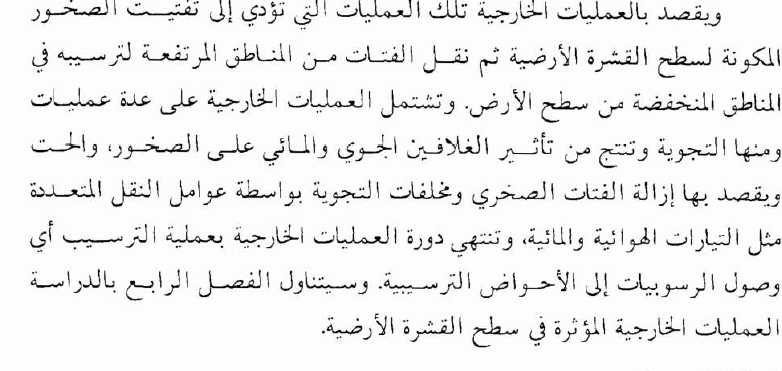 ويقصد بالعمليات الخارجية تلك العمليات التي تؤدي إلى تفتيت الصخور
المكونة لسطح القشرة الأرضية ثم نقل الفتات من المناطق المرتفعة لترسيبه في
المناطق المنخفضة من سطح الأرض. وتشتمل العمليات الخارجية على عدة عمليات
ومنها التجوية وتنتج من تأثير الغلافين الجوي والمائي على الصخور، والحت
ويقصد بها إزالة الفتات الصخري ومخلفات التجوية بواسطة عوامل النقل المتعددة
مثل التيارات الهوائية والمائية، وتنتهي دورة العمليات الخارجية بعملية الترسيب أي
وصول الرسوبيات إلى الأحواض الترسيبية. وسيتناول الفصل الرابع بالدراسة
العمليات الخارجية المؤثرة في سطح القشرة الأرضية.